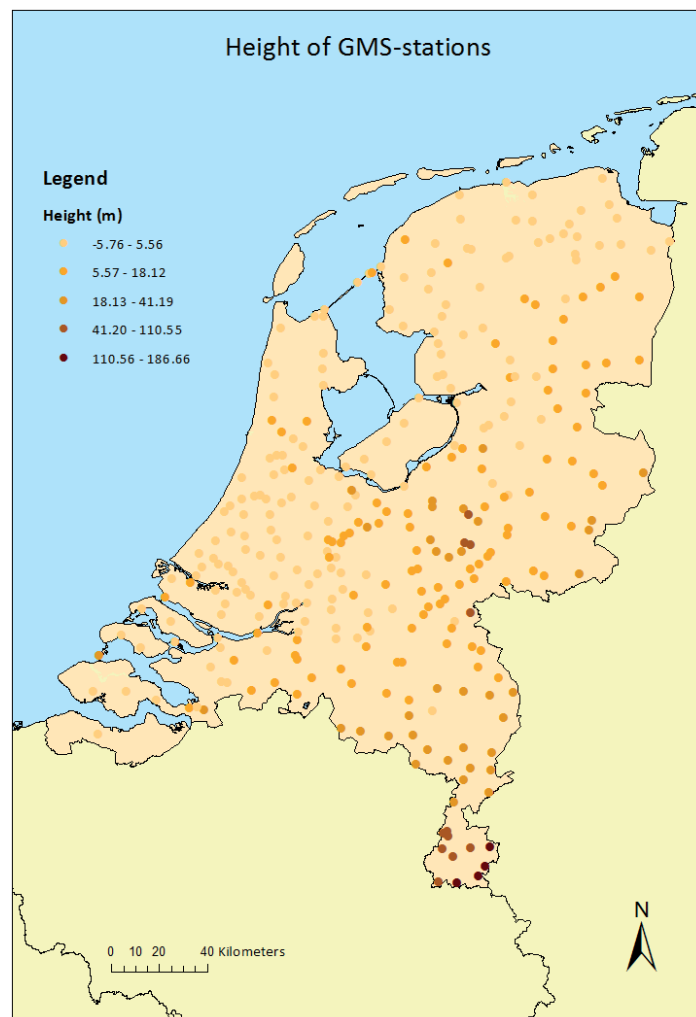 Height of GMS-stations
Legend
Height (m)
-5.76 - 5.56
5.57 - 18.12
18.13 - 41.19
41.20 - 110.55
110.56 - 186.66
N
0 10 20 40 Kilometers